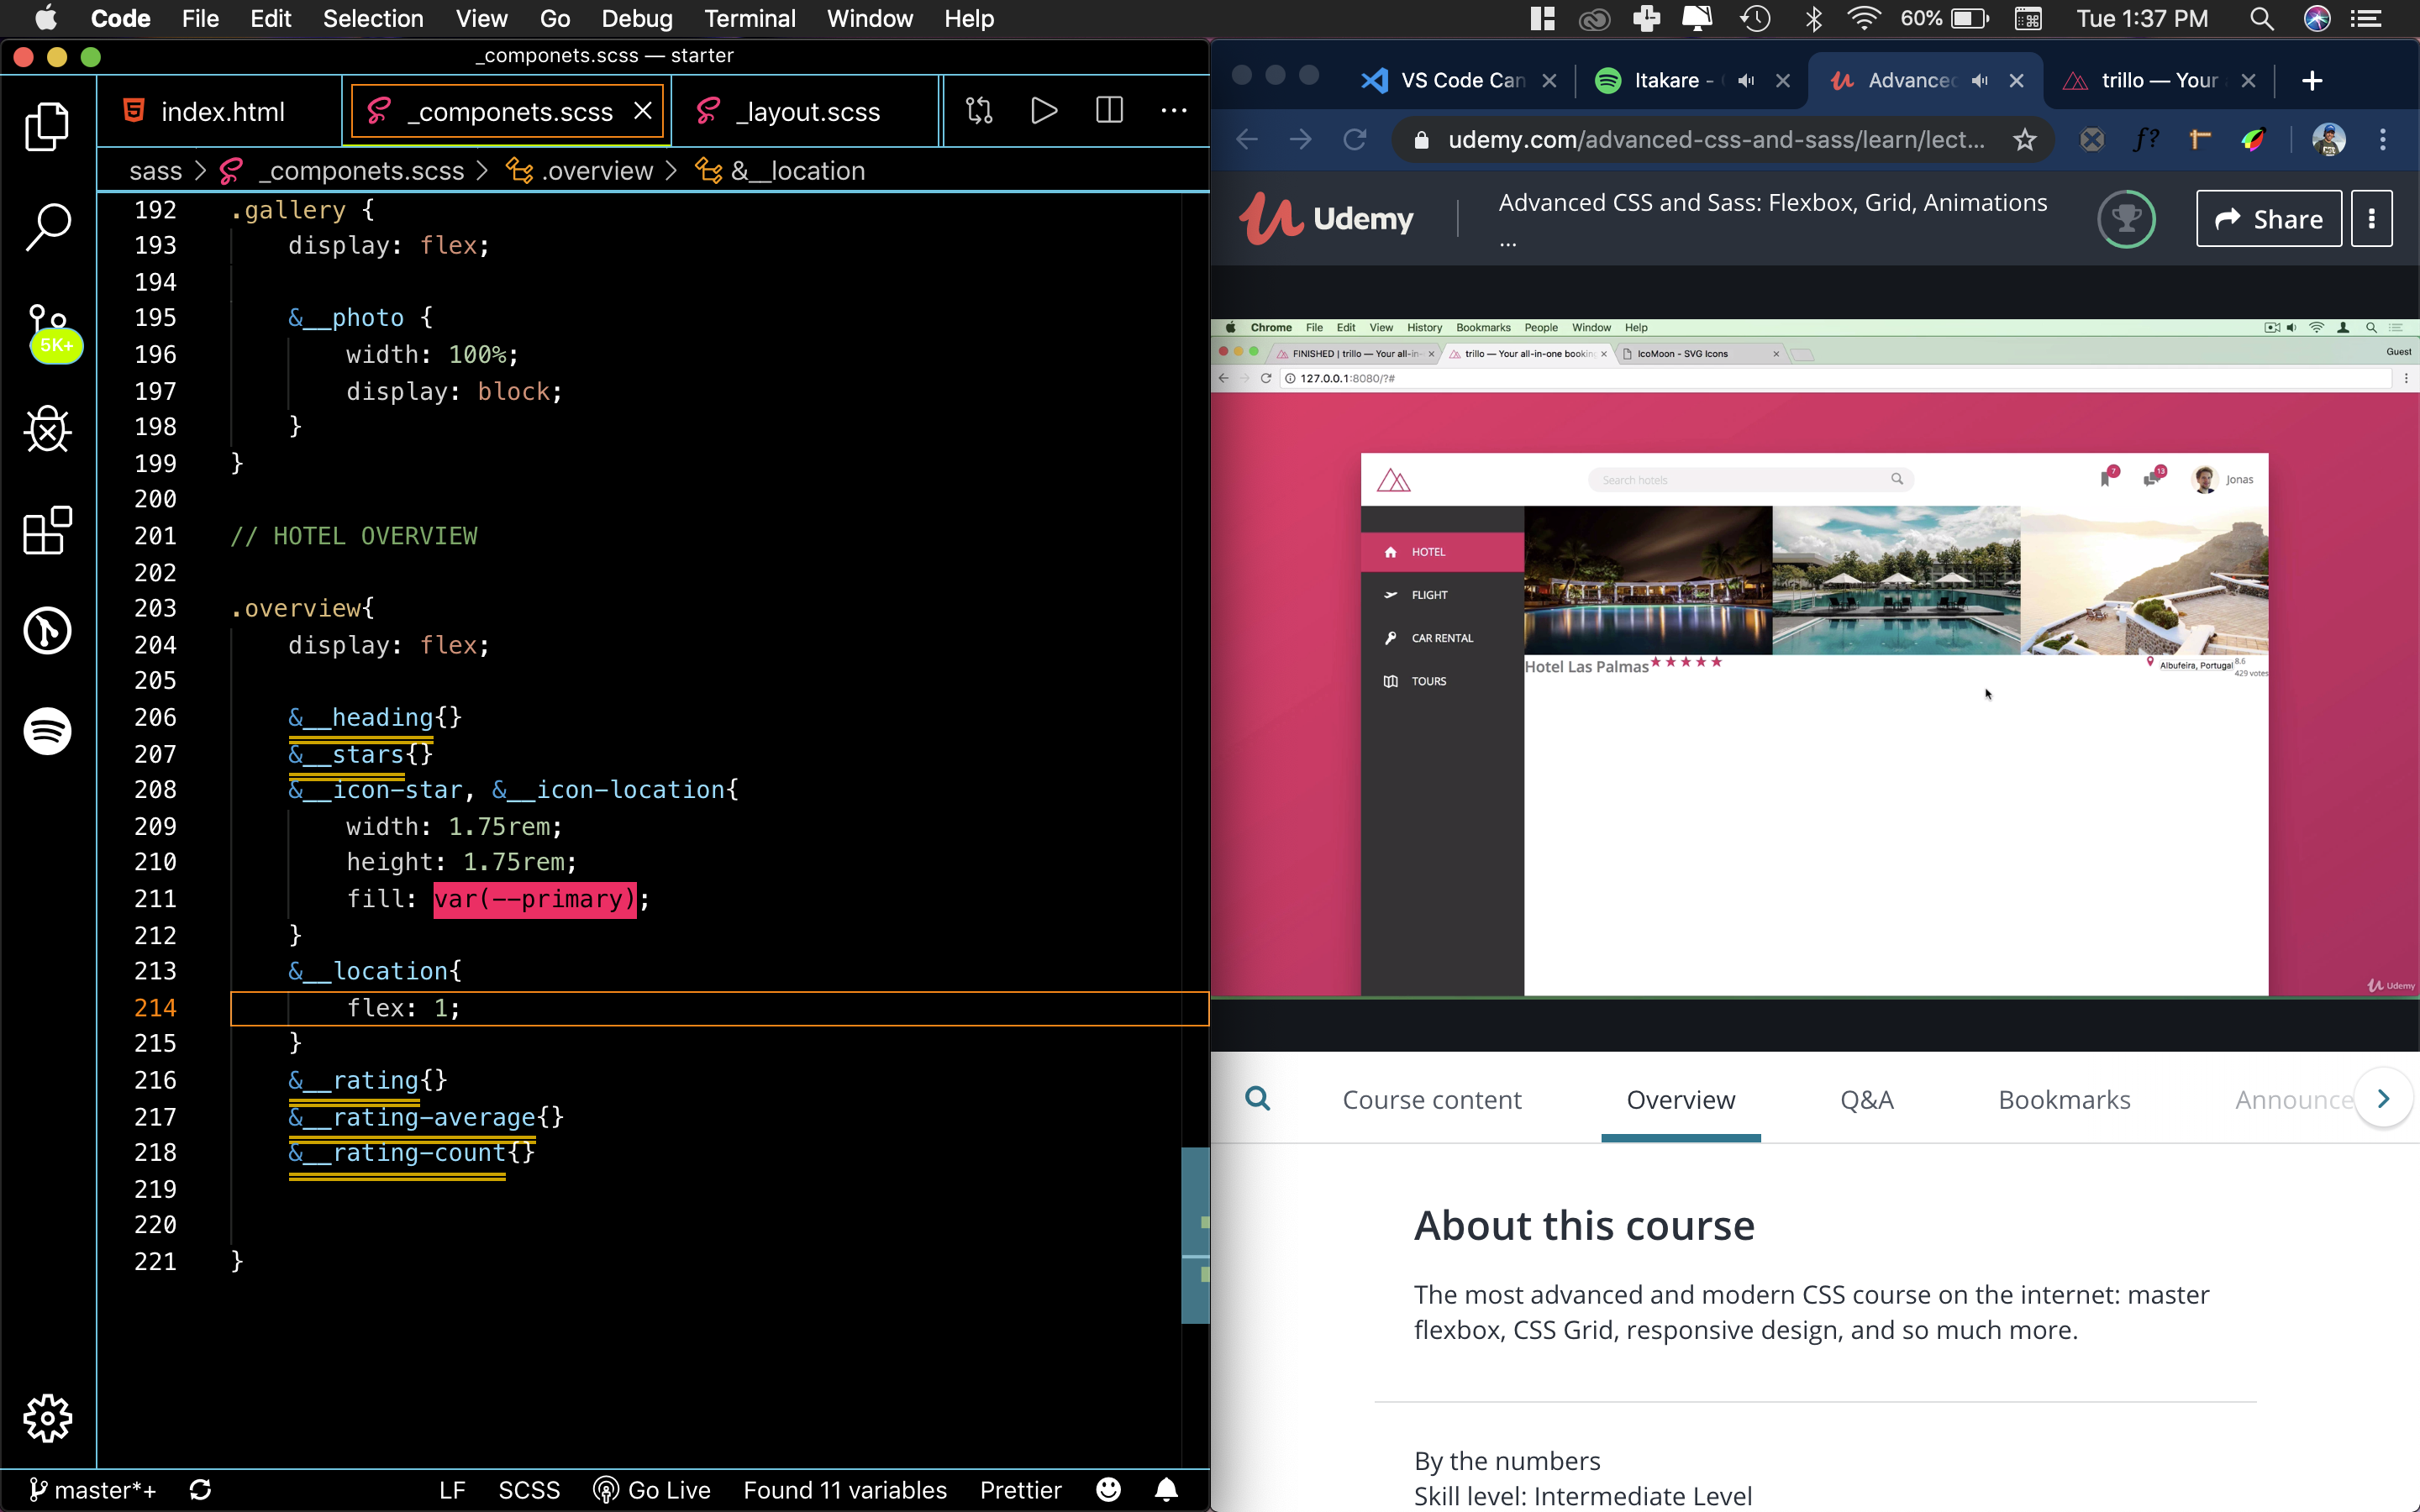 Code File Edit Selection View Go Debug Terminal Window Help
60% Tue 1:37 PM
_componets.scss — starter
index.html _componets.scss _layout.scss
sass > _componets.scss > .overview > &__location
192 .gallery {
193 display: flex;
194
195 &__photo {
196 width: 100%;
197 display: block;
198 }
199 }
200
201 // HOTEL OVERVIEW
202
203 .overview{
204 display: flex;
205
206 &__heading{}
207 &__stars{}
208 &__icon-star, &__icon-location{
209 width: 1.75rem;
210 height: 1.75rem;
211 fill: var(--primary);
212 }
213 &__location{
214 flex: 1;
215 }
216 &__rating{}
217 &__rating-average{}
218 &__rating-count{}
219
220
221 }
5K+
master*+ LF SCSS Go Live Found 11 variables Prettier
VS Code Can Itakare - Advanced trillo — Your
udemy.com/advanced-css-and-sass/learn/lect...
f?
Udemy Advanced CSS and Sass: Flexbox, Grid, Animations
...
Share
Chrome File Edit View History Bookmarks People Window Help
FINISHED | trillo — Your all-in- trillo — Your all-in-one booking IcoMoon - SVG Icons Guest
127.0.0.1:8080/?#
Search hotels 7 13 Jonas
HOTEL
FLIGHT
CAR RENTAL
TOURS
Hotel Las Palmas Albufeira, Portugal 8.6
429 votes
Udemy
Course content Overview Q&A Bookmarks Announce
About this course
The most advanced and modern CSS course on the internet: master
flexbox, CSS Grid, responsive design, and so much more.
By the numbers
Skill level: Intermediate Level